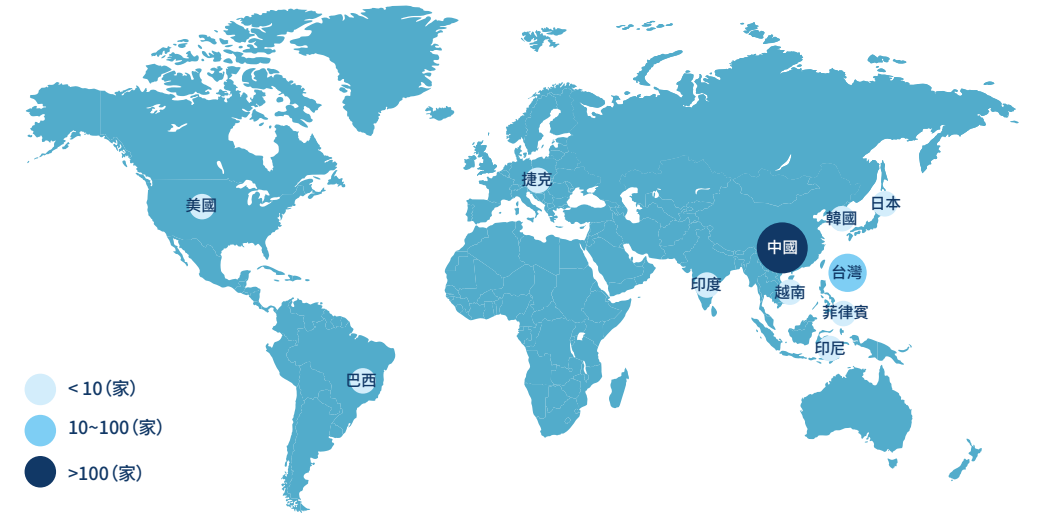 捷克
美國
日本
韓國
中國
台灣
印度
越南
菲律賓
印尼
巴西
< 10 (家)
10~100 (家)
>100 (家)